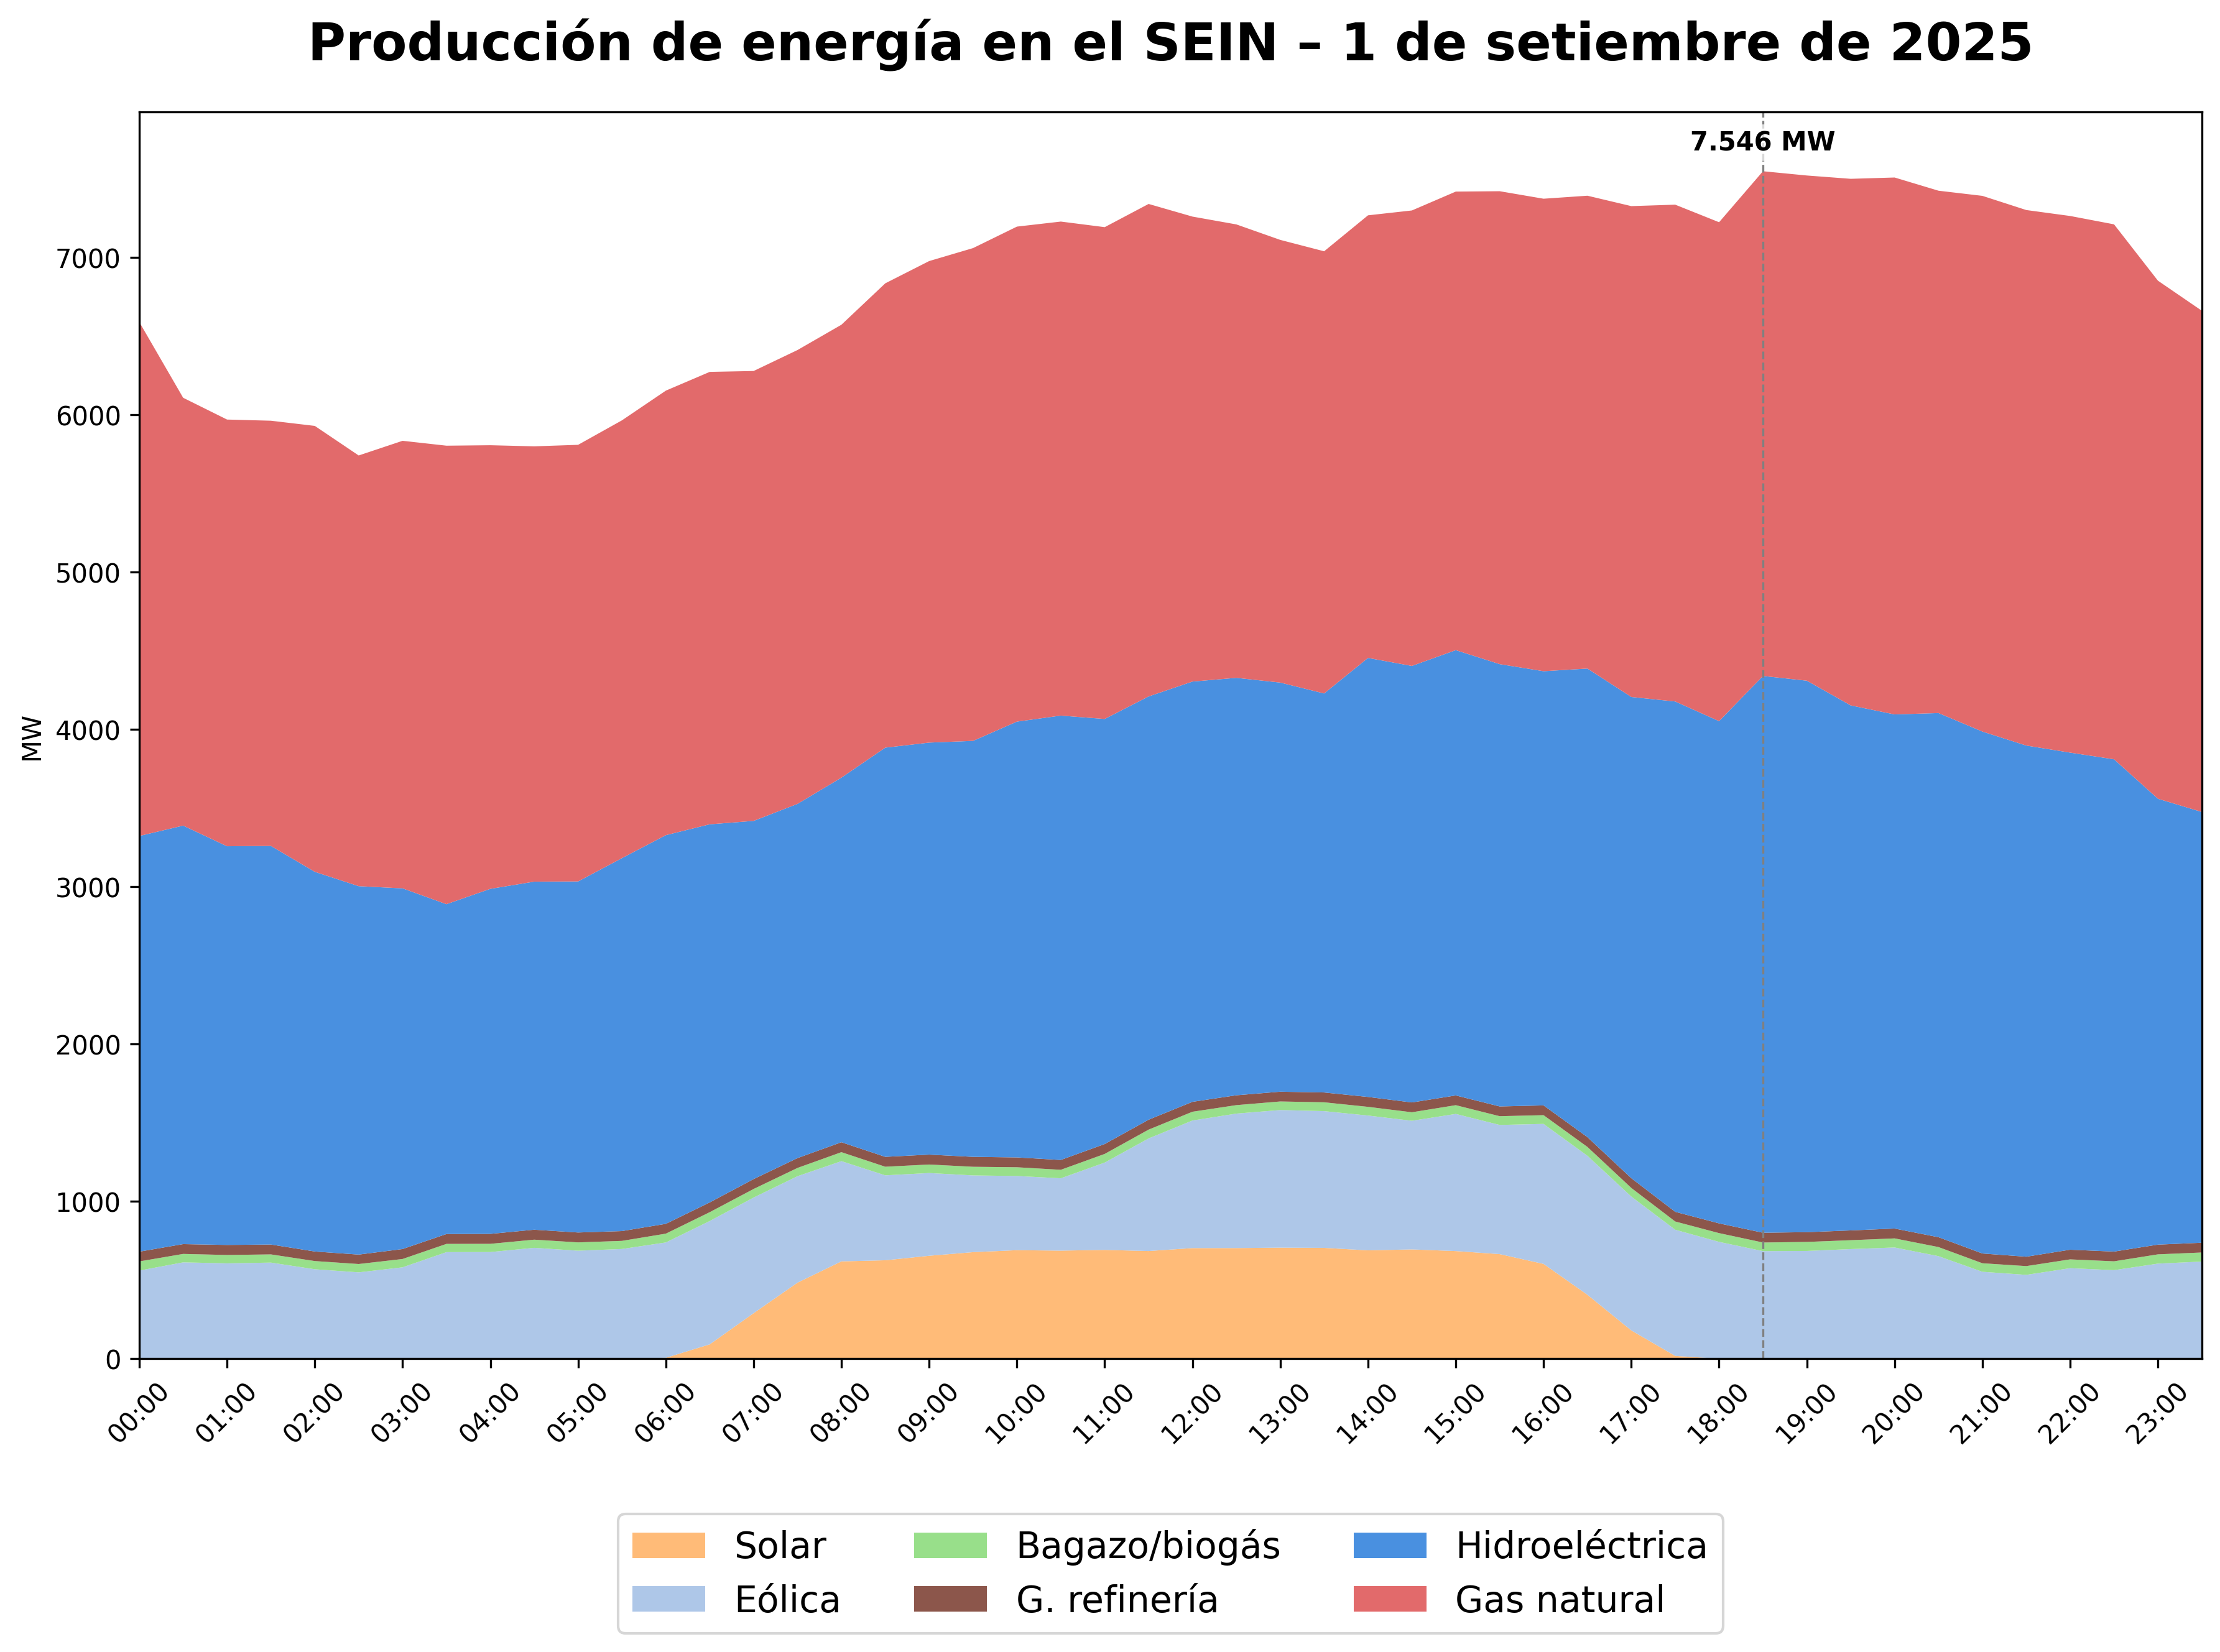 Producción de energía en el SEIN – 1 de setiembre de 2025
7.546 MW
MW
7000
6000
5000
4000
3000
2000
1000
0
00:00 01:00 02:00 03:00 04:00 05:00 06:00 07:00 08:00 09:00 10:00 11:00 12:00 13:00 14:00 15:00 16:00 17:00 18:00 19:00 20:00 21:00 22:00 23:00
Solar Bagazo/biogás Hidroeléctrica
Eólica G. refinería Gas natural